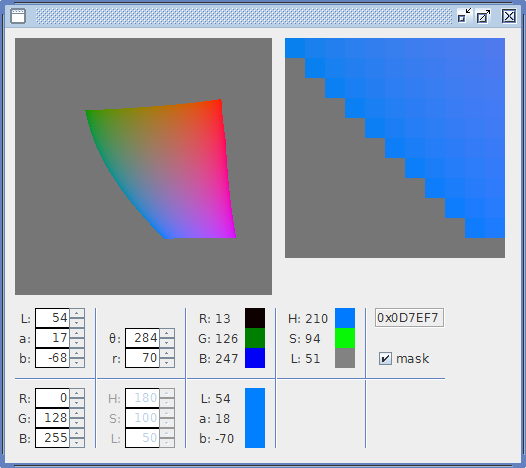 L: 54 R: 13 H: 210 0x0D7EF7
a: 17 θ: 284 G: 126 S: 94
b: -68 r: 70 B: 247 L: 51 mask
R: 0 H: 180 L: 54
G: 128 S: 100 a: 18
B: 255 L: 50 b: -70